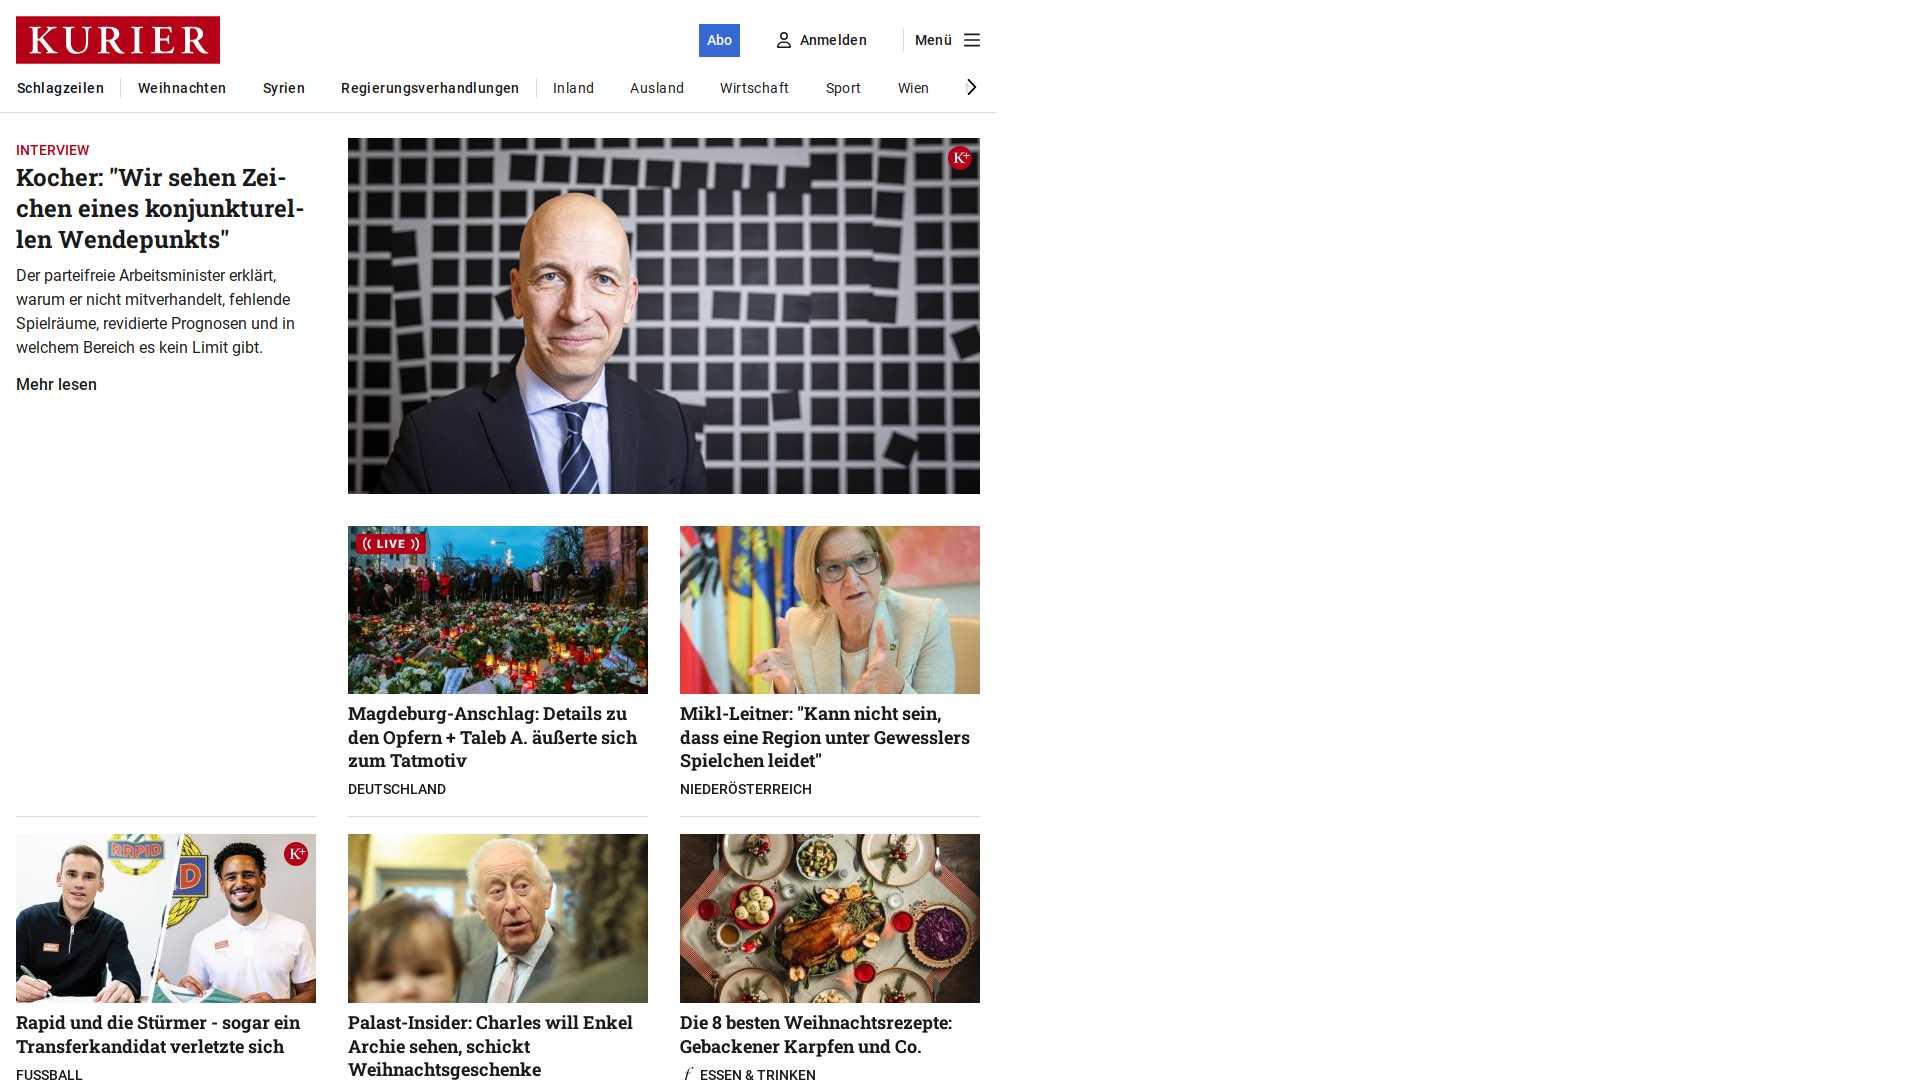 KURIER
Abo
Anmelden
Menü
Schlagzeilen
Weihnachten
Syrien
Regierungsverhandlungen
Inland
Ausland
Wirtschaft
Sport
Wien
INTERVIEW
Kocher: "Wir sehen Zei-
chen eines konjunkturel-
len Wendepunkts"
Der parteifreie Arbeitsminister erklärt,
warum er nicht mitverhandelt, fehlende
Spielräume, revidierte Prognosen und in
welchem Bereich es kein Limit gibt.
Mehr lesen
K+
LIVE
Magdeburg-Anschlag: Details zu
den Opfern + Taleb A. äußerte sich
zum Tatmotiv
DEUTSCHLAND
Mikl-Leitner: "Kann nicht sein,
dass eine Region unter Gewesslers
Spielchen leidet"
NIEDERÖSTERREICH
RAPID
K+
Rapid und die Stürmer - sogar ein
Transferkandidat verletzte sich
FUSSBALL
Palast-Insider: Charles will Enkel
Archie sehen, schickt
Weihnachtsgeschenke
Die 8 besten Weihnachtsrezepte:
Gebackener Karpfen und Co.
f ESSEN & TRINKEN